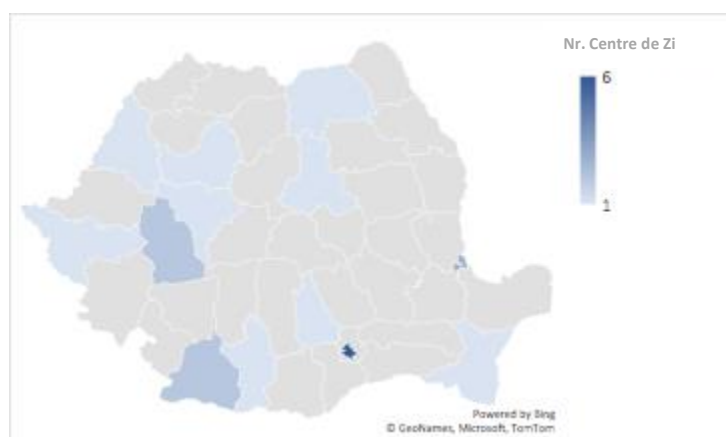 Nr. Centre de Zi
6
1
Powered by Bing
© GeoNames, Microsoft, TomTom